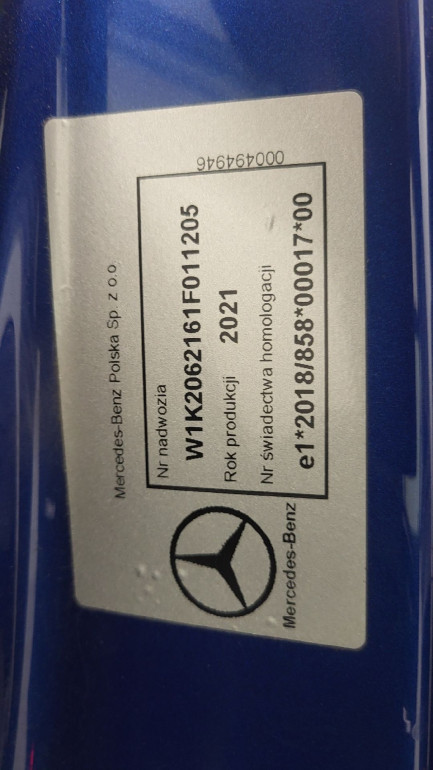 Mercedes-Benz Polska Sp. z o.o
Nr nadwozia
W1K2062161F011205
Rok produkcji 2021
Nr świadectwa homologacji
e1*2018/858*00017*00
Mercedes-Benz
000494946